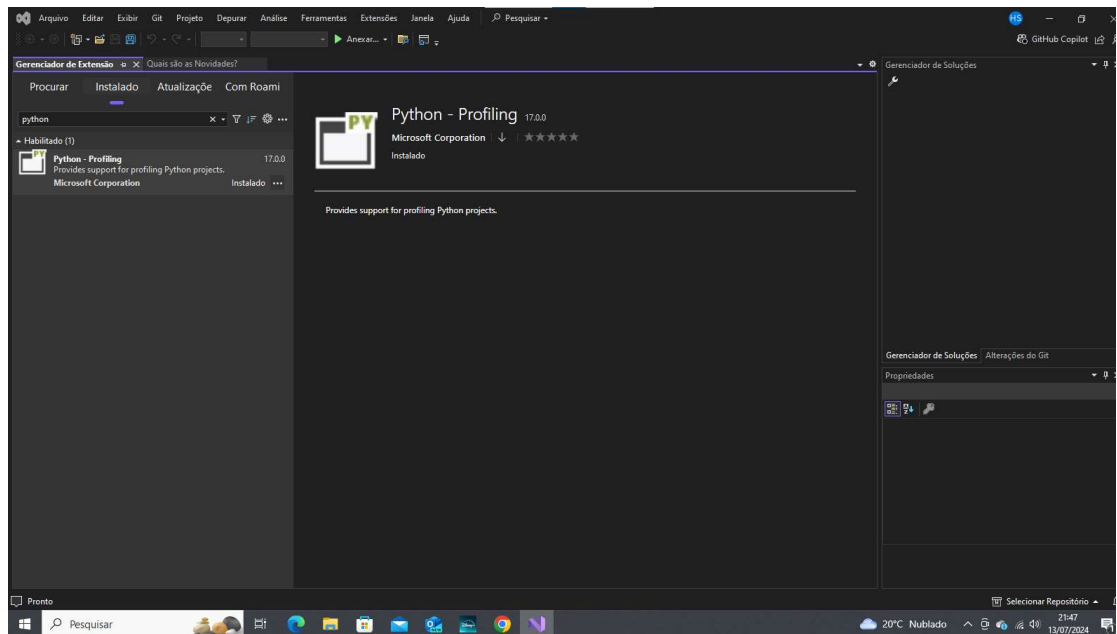 Arquivo Editar Exibir Git Projeto Depurar Análise Ferramentas Extensões Janela Ajuda Pesquisar HS
Anexar... GitHub Copilot
Gerenciador de Extensão Quais são as Novidades?
Gerenciador de Soluções
Procurar Instalado Atualizaçõe Com Roami
python
Habilitado (1)
PY
Python - Profiling 17.0.0
Provides support for profiling Python projects.
Microsoft Corporation Instalado
PY
Python - Profiling 17.0.0
Microsoft Corporation
Instalado
Provides support for profiling Python projects.
Gerenciador de Soluções Alterações do Git
Propriedades
Pronto
Selecionar Repositório
Pesquisar
20°C Nublado
21:47
13/07/2024